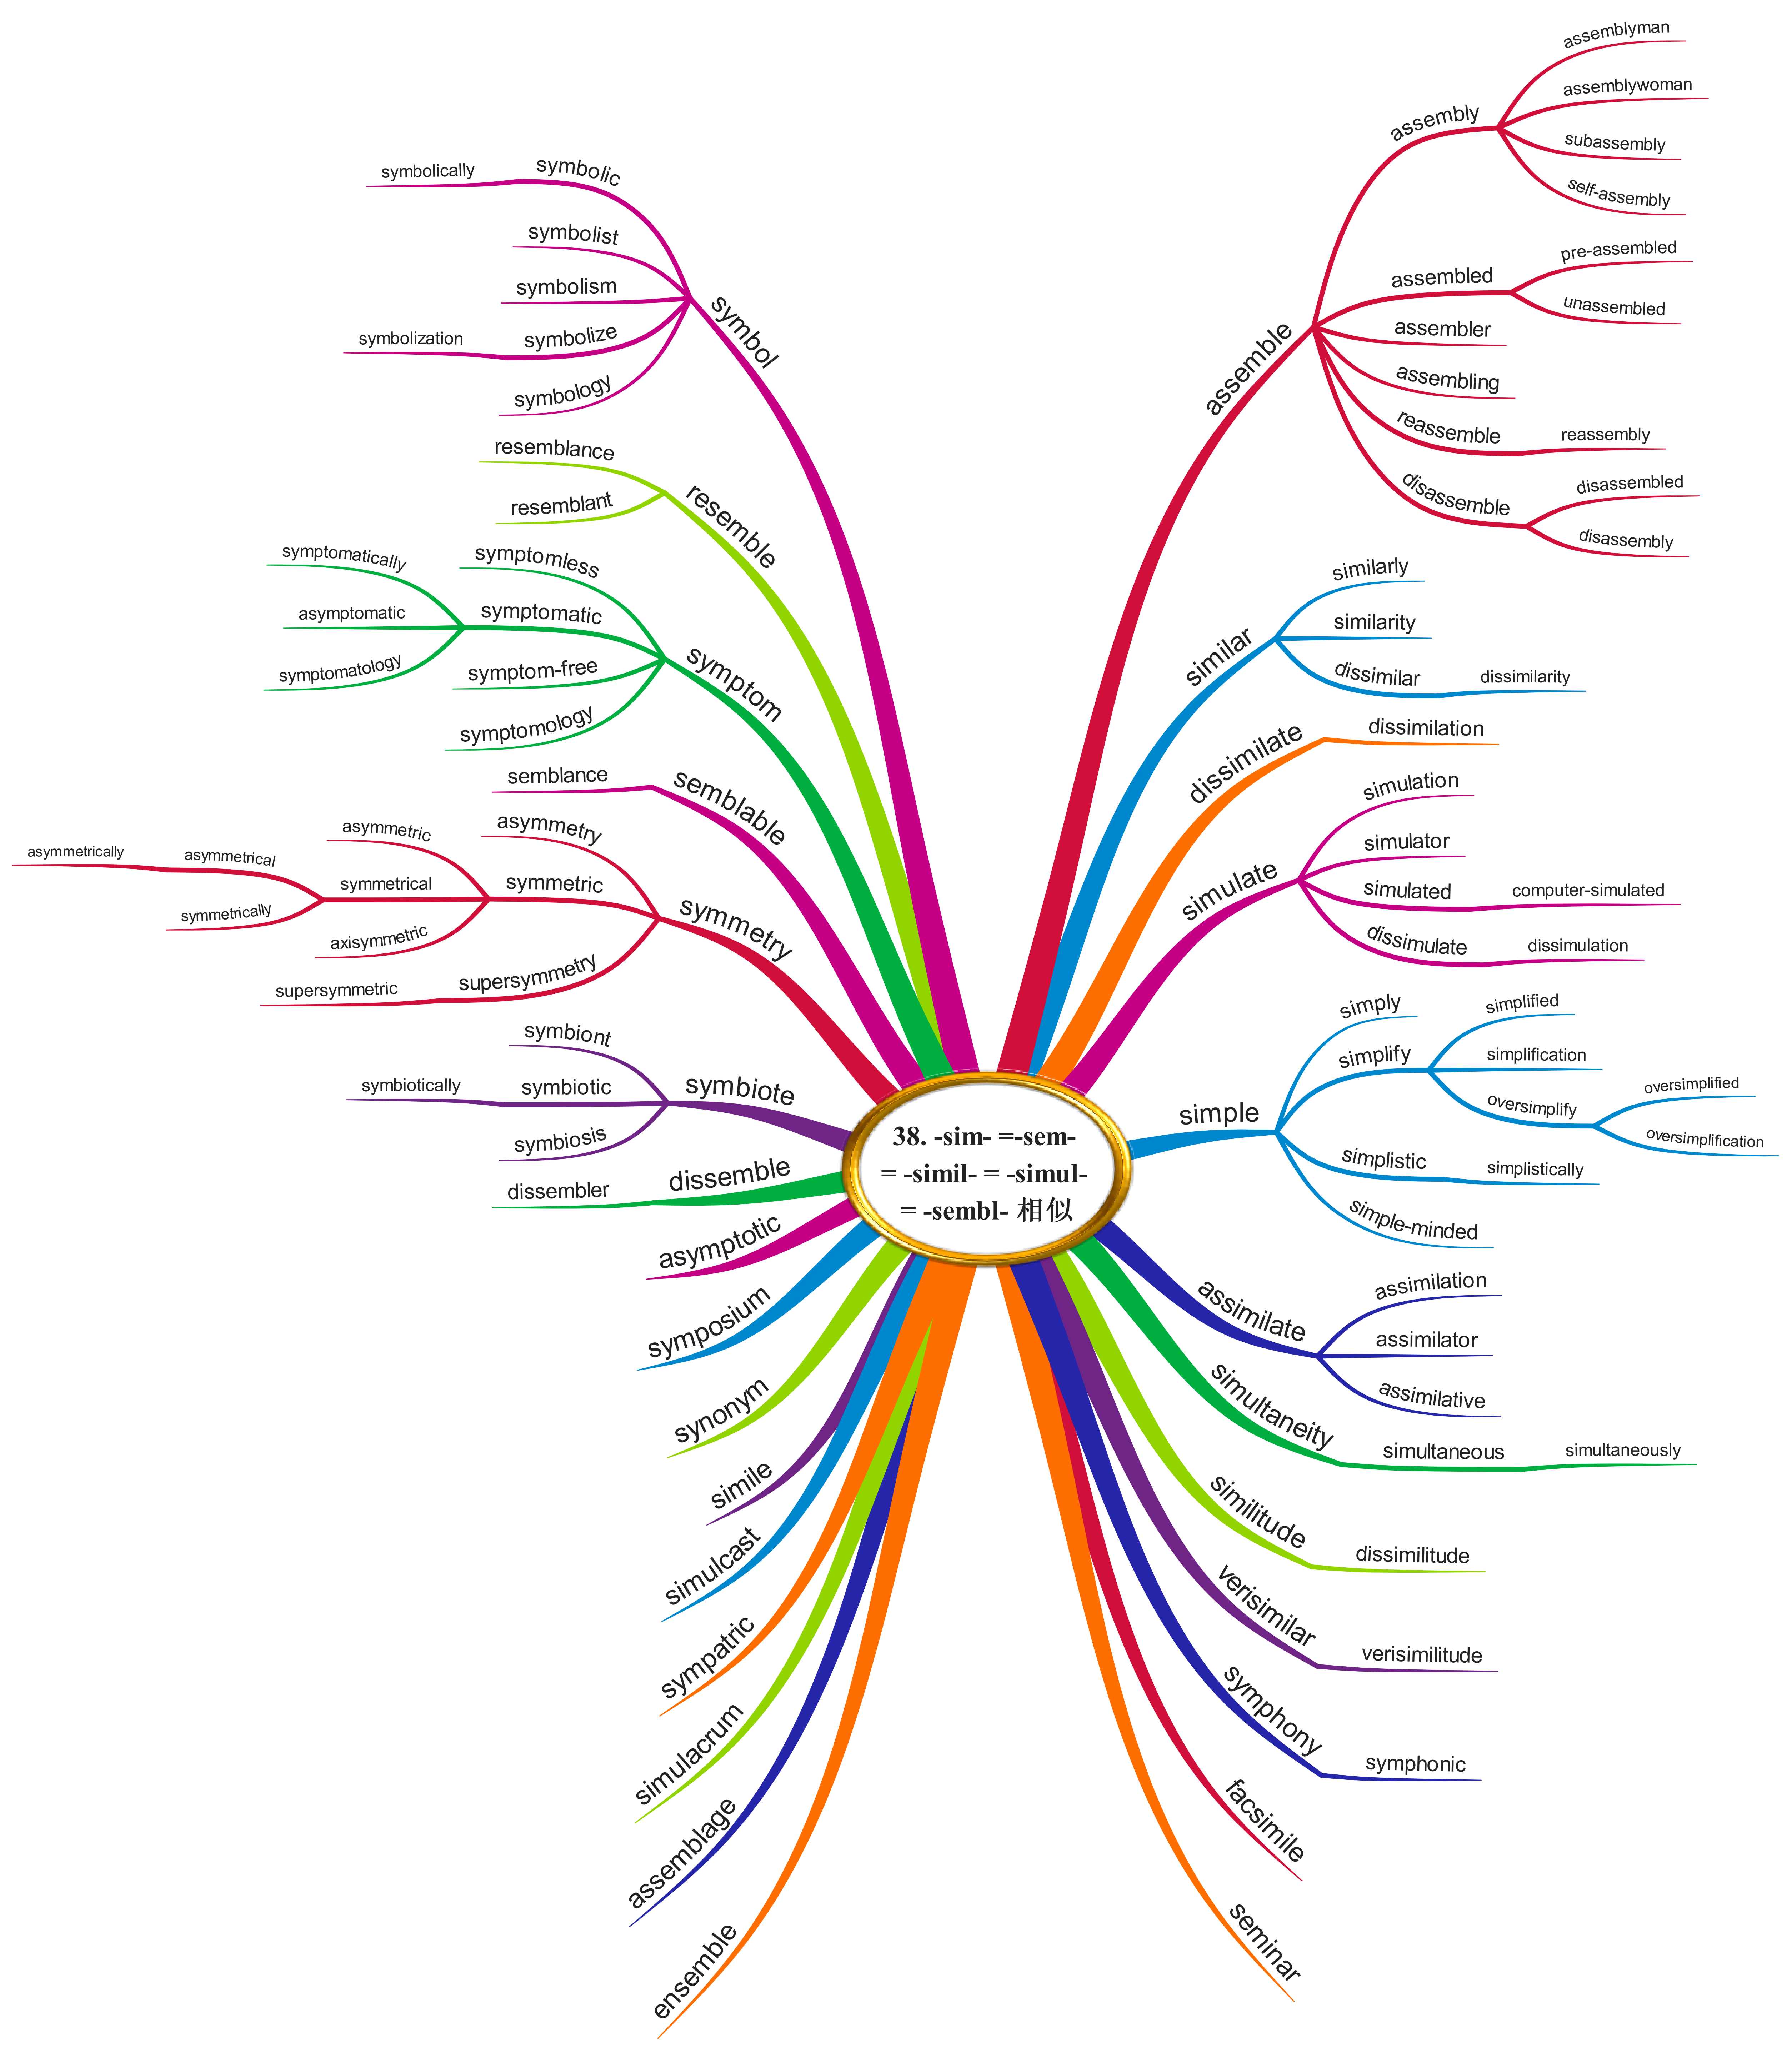 38. -sim- =-sem-
= -simil- = -simul-
= -sembl- 相似
assemble
assembly
assemblyman
assemblywoman
subassembly
self-assembly
assembled
pre-assembled
unassembled
assembler
assembling
reassemble
reassembly
disassemble
disassembled
disassembly
similar
similarly
similarity
dissimilar
dissimilarity
dissimilate
dissimilation
simulate
simulation
simulator
simulated
computer-simulated
dissimulate
dissimulation
simple
simply
simplify
simplified
simplification
oversimplify
oversimplified
oversimplification
simplistic
simplistically
simple-minded
assimilate
assimilation
assimilator
assimilative
simultaneity
simultaneous
simultaneously
similitude
dissimilitude
verisimilar
verisimilitude
symphony
symphonic
facsimile
seminar
symbol
symbolic
symbolically
symbolist
symbolism
symbolize
symbolization
symbology
resemble
resemblance
resemblant
symptom
symptomless
symptomatic
symptomatically
asymptomatic
symptomatology
symptom-free
symptomology
semblable
semblance
symmetry
asymmetry
symmetric
asymmetric
symmetrical
asymmetrical
asymmetrically
symmetrically
axisymmetric
supersymmetry
supersymmetric
symbiote
symbiont
symbiotic
symbiotically
symbiosis
dissemble
dissembler
asymptotic
symposium
synonym
simile
simulcast
sympatric
simulacrum
assemblage
ensemble